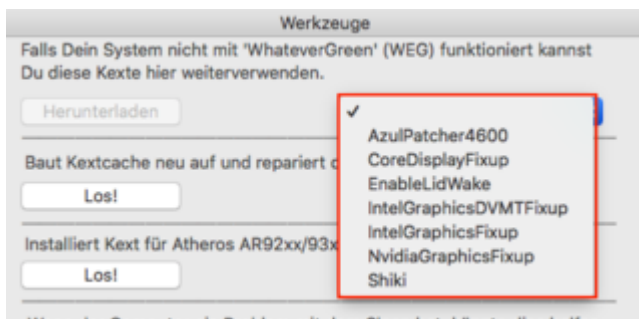 Werkzeuge
Falls Dein System nicht mit 'WhateverGreen' (WEG) funktioniert kannst
Du diese Kexte hier weiterverwenden.
Herunterladen
✓
AzulPatcher4600
CoreDisplayFixup
EnableLidWake
IntelGraphicsDVMTFixup
IntelGraphicsFixup
NvidiaGraphicsFixup
Shiki
Baut Kextcache neu auf und repariert
Los!
Installiert Kext für Atheros AR92xx/93x
Los!